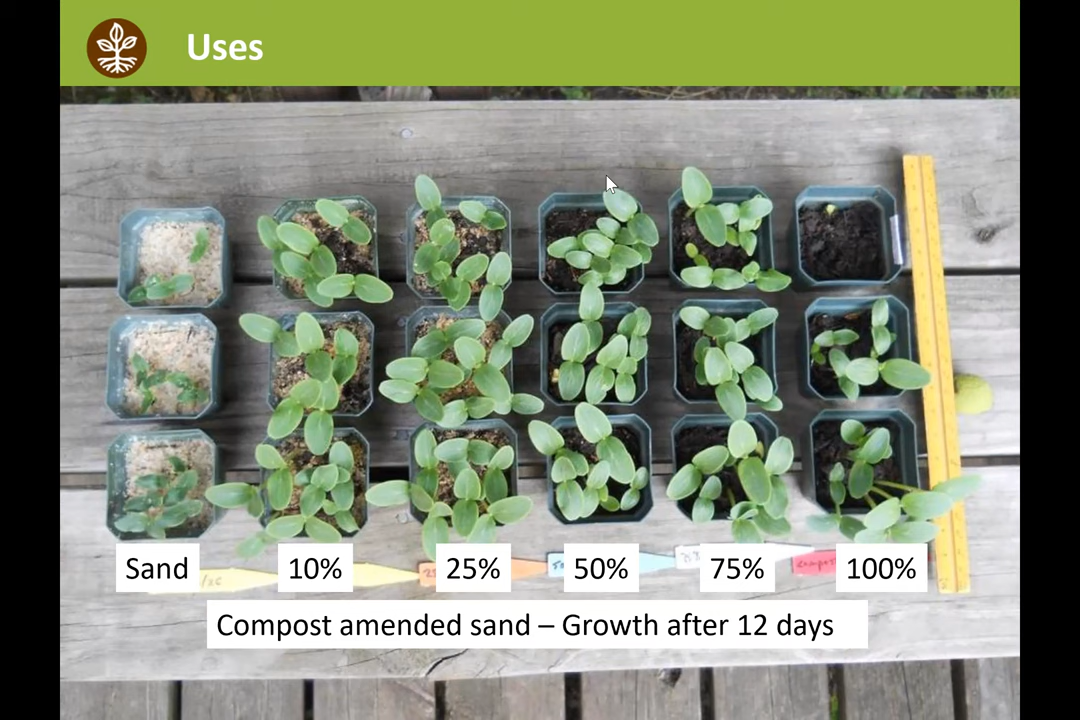 Uses
Sand 10% 25% 50% 75% 100%
Compost amended sand – Growth after 12 days